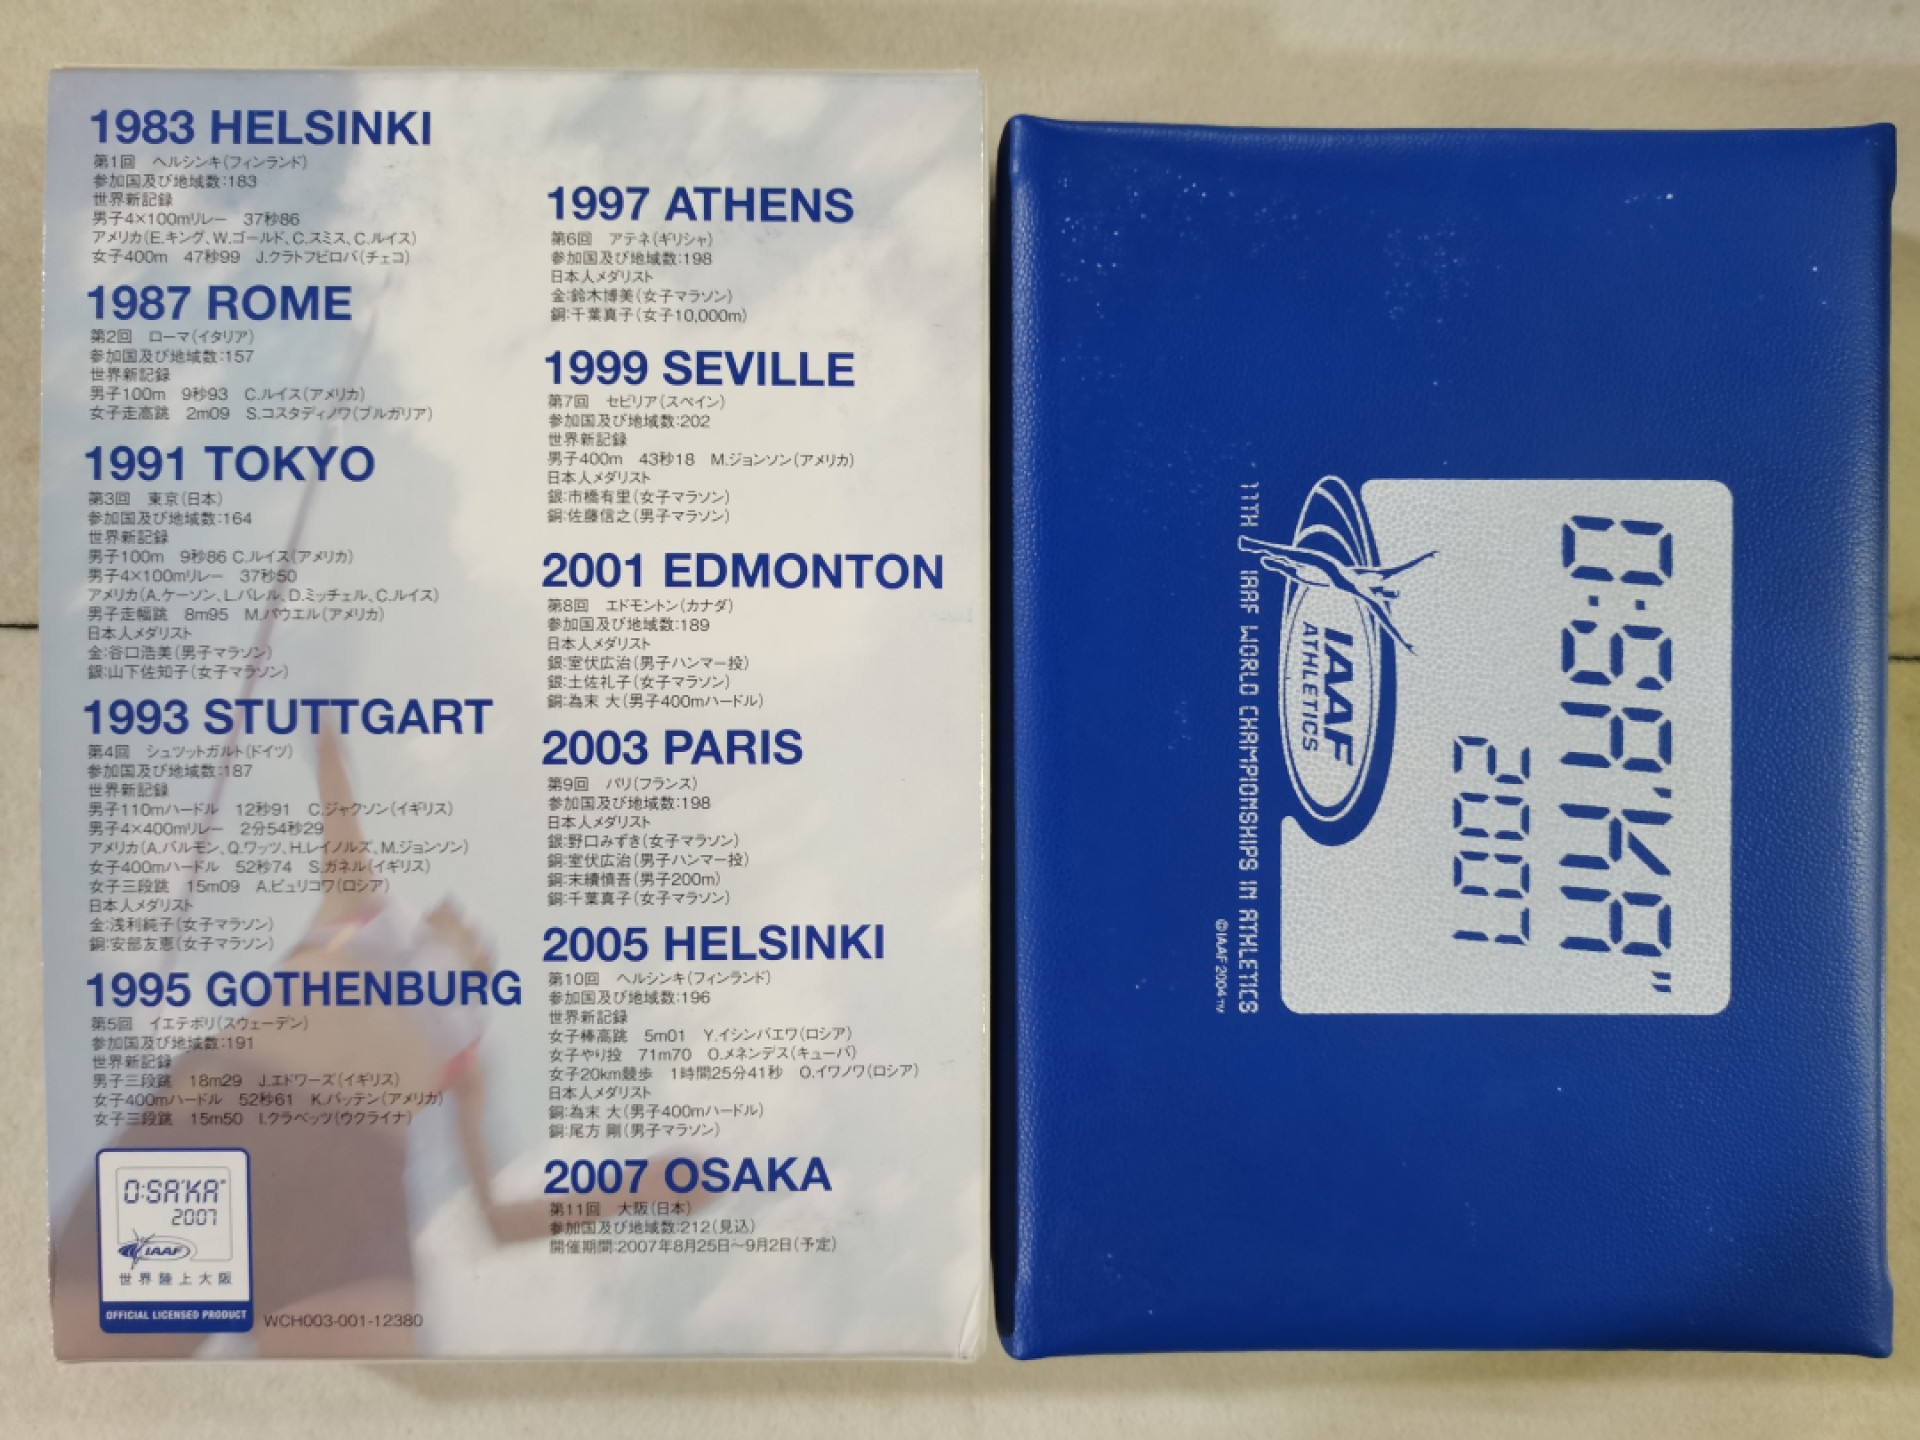 1983 HELSINKI
第1回　ヘルシンキ(フィンランド)
参加国及び地域数:183
世界新記録
男子4×100mリレー　37秒86
アメリカ(E.キング、W.ゴールド、C.スミス、C.ルイス)
女子400m　47秒99　J.クラトフビロバ(チェコ)
1987 ROME
第2回　ローマ(イタリア)
参加国及び地域数:157
世界新記録
男子100m　9秒93　C.ルイス(アメリカ)
女子走高跳　2m09　S.コスタディノワ(ブルガリア)
1991 TOKYO
第3回　東京(日本)
参加国及び地域数:164
世界新記録
男子100m　9秒86 C.ルイス(アメリカ)
男子4×100mリレー　37秒50
アメリカ(A.ケーソン、L.バレル、D.ミッチェル、C.ルイス)
男子走幅跳　8m95　M.パウエル(アメリカ)
日本人メダリスト
金:谷口浩美(男子マラソン)
銀:山下佐知子(女子マラソン)
1993 STUTTGART
第4回　シュツットガルト(ドイツ)
参加国及び地域数:187
世界新記録
男子110mハードル　12秒91　C.ジャクソン(イギリス)
男子4×400mリレー　2分54秒29
アメリカ(A.バルモン、Q.ワッツ、H.レイノルズ、M.ジョンソン)
女子400mハードル　52秒74　S.ガネル(イギリス)
女子三段跳　15m09　A.ビュリコワ(ロシア)
日本人メダリスト
金:浅利純子(女子マラソン)
銅:安部友恵(女子マラソン)
1995 GOTHENBURG
第5回　イエテボリ(スウェーデン)
参加国及び地域数:191
世界新記録
男子三段跳　18m29　J.エドワーズ(イギリス)
女子400mハードル　52秒61　K.バッテン(アメリカ)
女子三段跳　15m50　I.クラベッツ(ウクライナ)
O:SA'KA"
2007
IAAF
世界陸上大阪
OFFICIAL LICENSED PRODUCT
WCH003-001-12380
1997 ATHENS
第6回　アテネ(ギリシャ)
参加国及び地域数:198
日本人メダリスト
金:鈴木博美(女子マラソン)
銅:千葉真子(女子10,000m)
1999 SEVILLE
第7回　セビリア(スペイン)
参加国及び地域数:202
世界新記録
男子400m　43秒18　M.ジョンソン(アメリカ)
日本人メダリスト
銀:市橋有里(女子マラソン)
銅:佐藤信之(男子マラソン)
2001 EDMONTON
第8回　エドモントン(カナダ)
参加国及び地域数:189
日本人メダリスト
銀:室伏広治(男子ハンマー投)
銀:土佐礼子(女子マラソン)
銅:為末 大(男子400mハードル)
2003 PARIS
第9回　パリ(フランス)
参加国及び地域数:198
日本人メダリスト
銀:野口みずき(女子マラソン)
銅:室伏広治(男子ハンマー投)
銅:末續慎吾(男子200m)
銅:千葉真子(女子マラソン)
2005 HELSINKI
第10回　ヘルシンキ(フィンランド)
参加国及び地域数:196
世界新記録
女子棒高跳　5m01　Y.イシンバエワ(ロシア)
女子やり投　71m70　O.メネンデス(キューバ)
女子20km競歩　1時間25分41秒　O.イワノワ(ロシア)
日本人メダリスト
銅:為末 大(男子400mハードル)
銅:尾方 剛(男子マラソン)
2007 OSAKA
第11回　大阪(日本)
参加国及び地域数:212(見込)
開催期間:2007年8月25日～9月2日(予定)
O:SA'KA"
2007
IAAF
ATHLETICS
11TH IAAF WORLD CHAMPIONSHIPS IN ATHLETICS
©IAAF 2004 TM